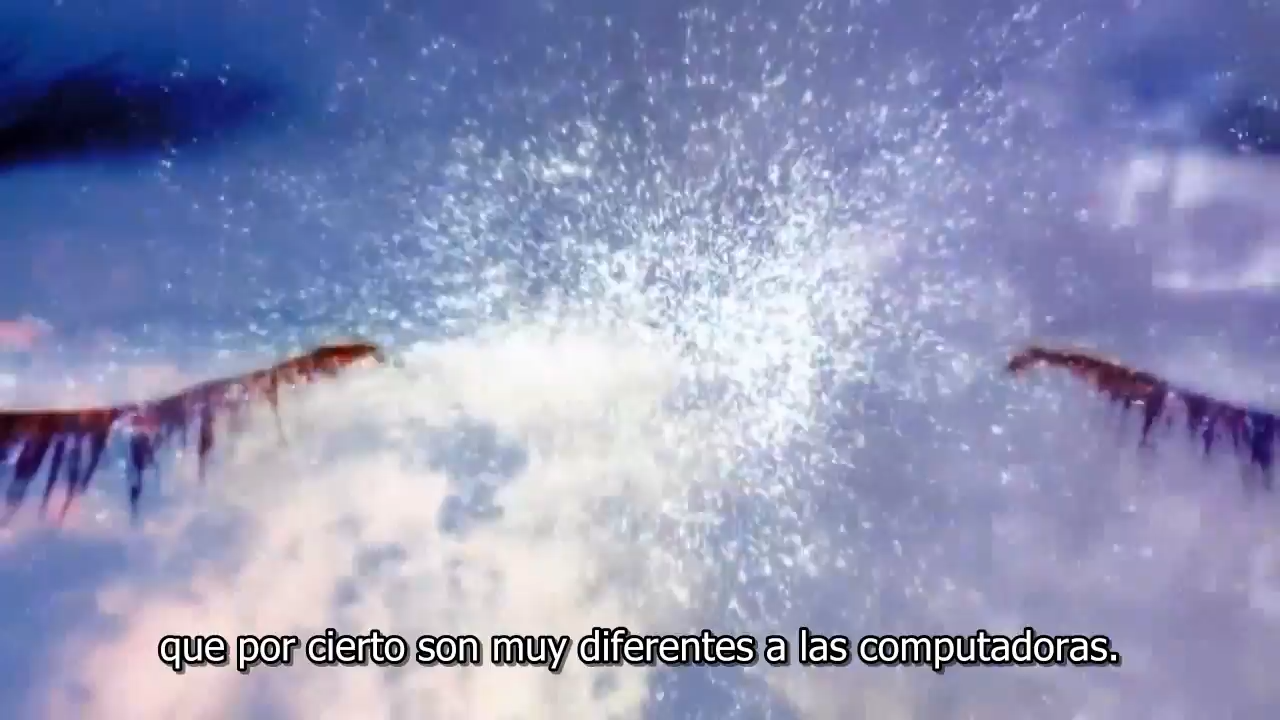 que por cierto son muy diferentes a las computadoras.